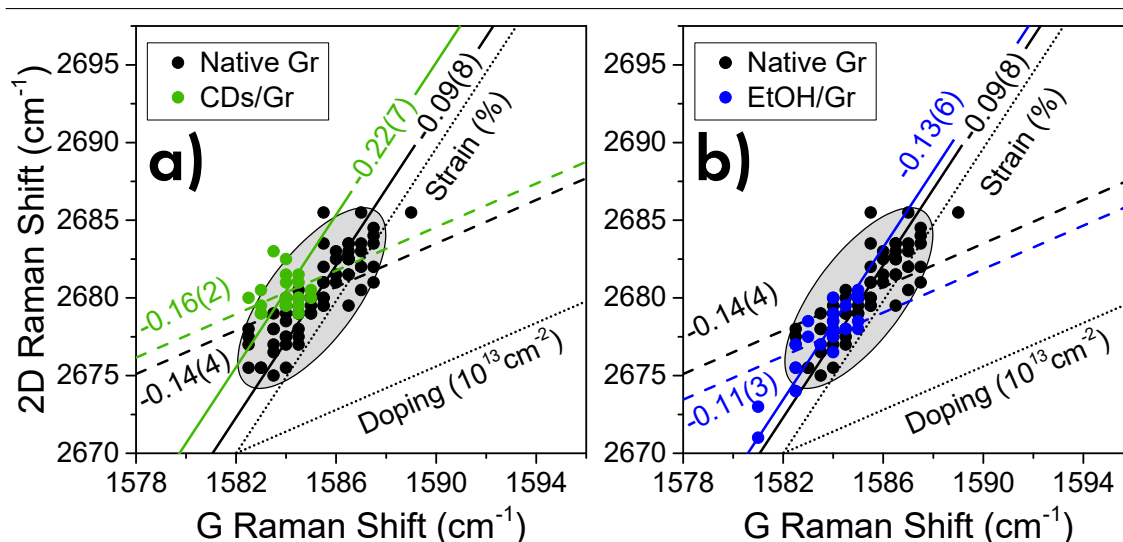 2D Raman Shift (cm⁻¹)
2695
2690
2685
2680
2675
2670
Native Gr
CDs/Gr
a)
-0.22(7)
-0.09(8)
Strain (%)
-0.16(2)
-0.14(4)
Doping (10¹³ cm⁻²)
1578 1582 1586 1590 1594
G Raman Shift (cm⁻¹)
2695
2690
2685
2680
2675
2670
Native Gr
EtOH/Gr
b)
-0.13(6)
-0.09(8)
Strain (%)
-0.14(4)
-0.11(3)
Doping (10¹³ cm⁻²)
1578 1582 1586 1590 1594
G Raman Shift (cm⁻¹)